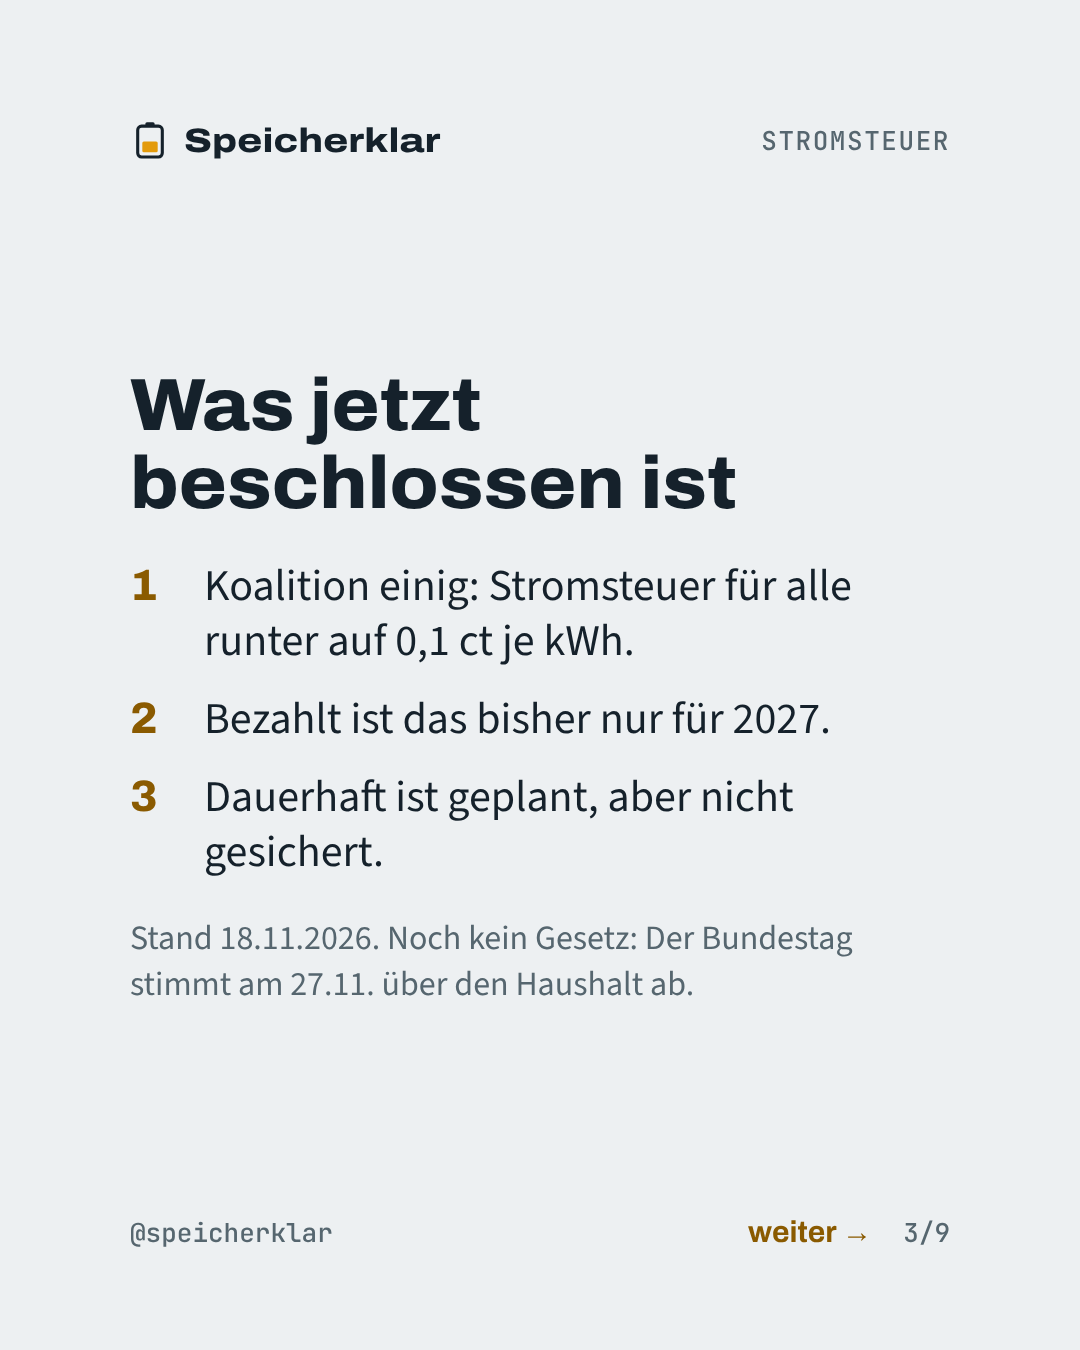 Speicherklar
STROMSTEUER
Was jetzt
beschlossen ist
1 Koalition einig: Stromsteuer für alle
runter auf 0,1 ct je kWh.
2 Bezahlt ist das bisher nur für 2027.
3 Dauerhaft ist geplant, aber nicht
gesichert.
Stand 18.11.2026. Noch kein Gesetz: Der Bundestag
stimmt am 27.11. über den Haushalt ab.
@speicherklar
weiter → 3/9